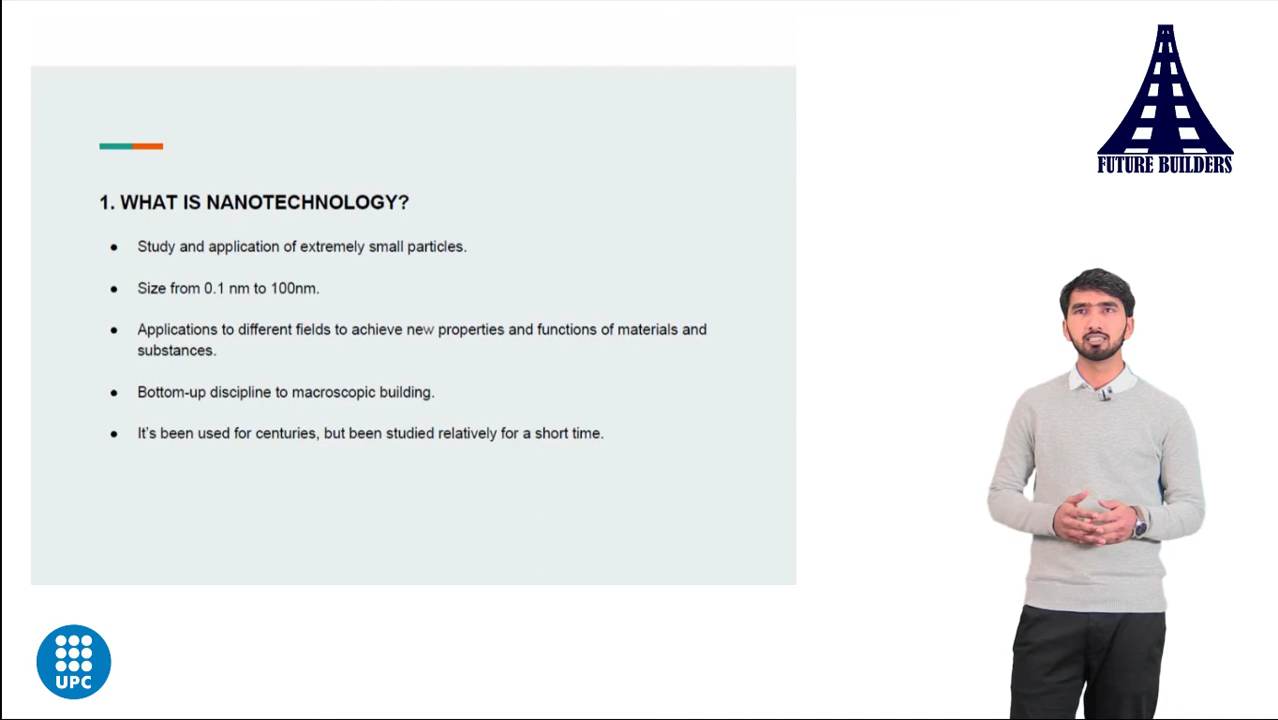 FUTURE BUILDERS
1. WHAT IS NANOTECHNOLOGY?
● Study and application of extremely small particles.
● Size from 0.1 nm to 100nm.
● Applications to different fields to achieve new properties and functions of materials and
substances.
● Bottom-up discipline to macroscopic building.
● It's been used for centuries, but been studied relatively for a short time.
UPC